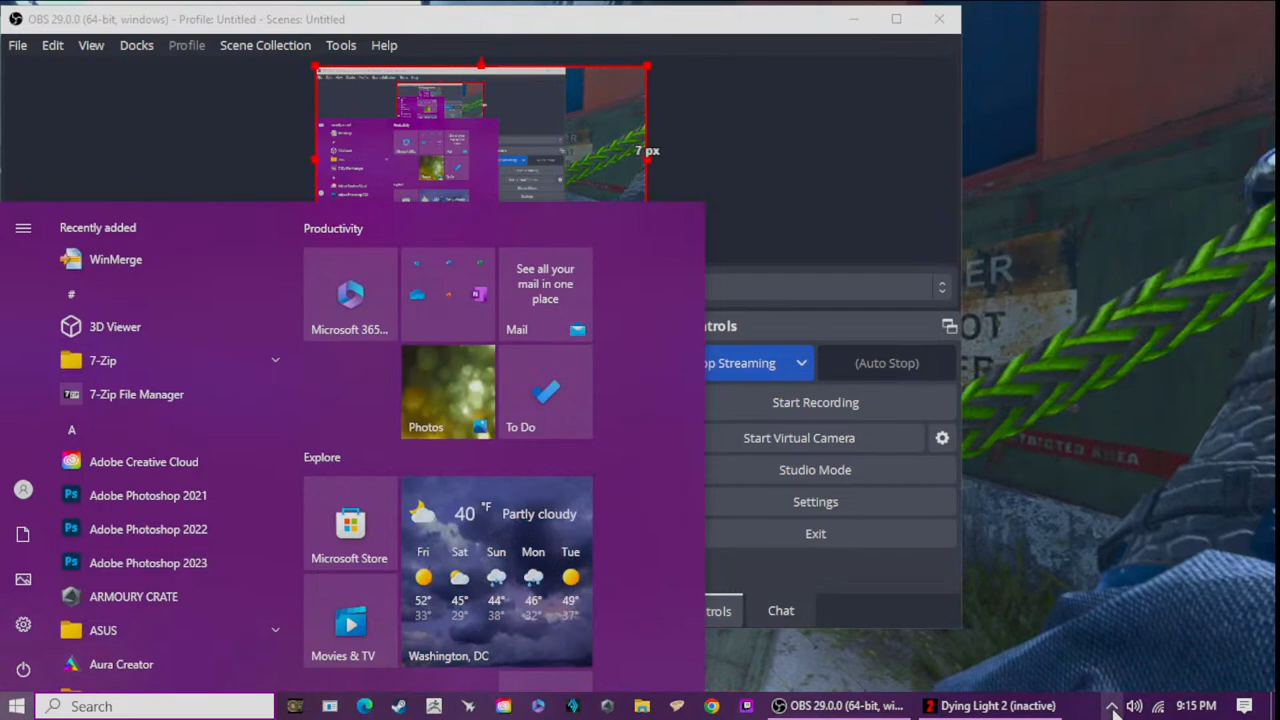 OBS 29.0.0 (64-bit, windows) - Profile: Untitled - Scenes: Untitled
File Edit View Docks Profile Scene Collection Tools Help
7 px
Recently added
WinMerge
#
3D Viewer
7-Zip
7-Zip File Manager
A
Adobe Creative Cloud
Adobe Photoshop 2021
Adobe Photoshop 2022
Adobe Photoshop 2023
ARMOURY CRATE
ASUS
Aura Creator
Productivity
Microsoft 365...
See all your
mail in one
place
Mail
Photos
To Do
Explore
Microsoft Store
Movies & TV
40 °F Partly cloudy
Fri Sat Sun Mon Tue
52° 45° 44° 46° 49°
33° 29° 38° 32° 37°
Washington, DC
ntrols
op Streaming (Auto Stop)
Start Recording
Start Virtual Camera
Studio Mode
Settings
Exit
trols Chat
ER
OT
TRICTED AREA
Search
OBS 29.0.0 (64-bit, wi...
Dying Light 2 (inactive)
9:15 PM